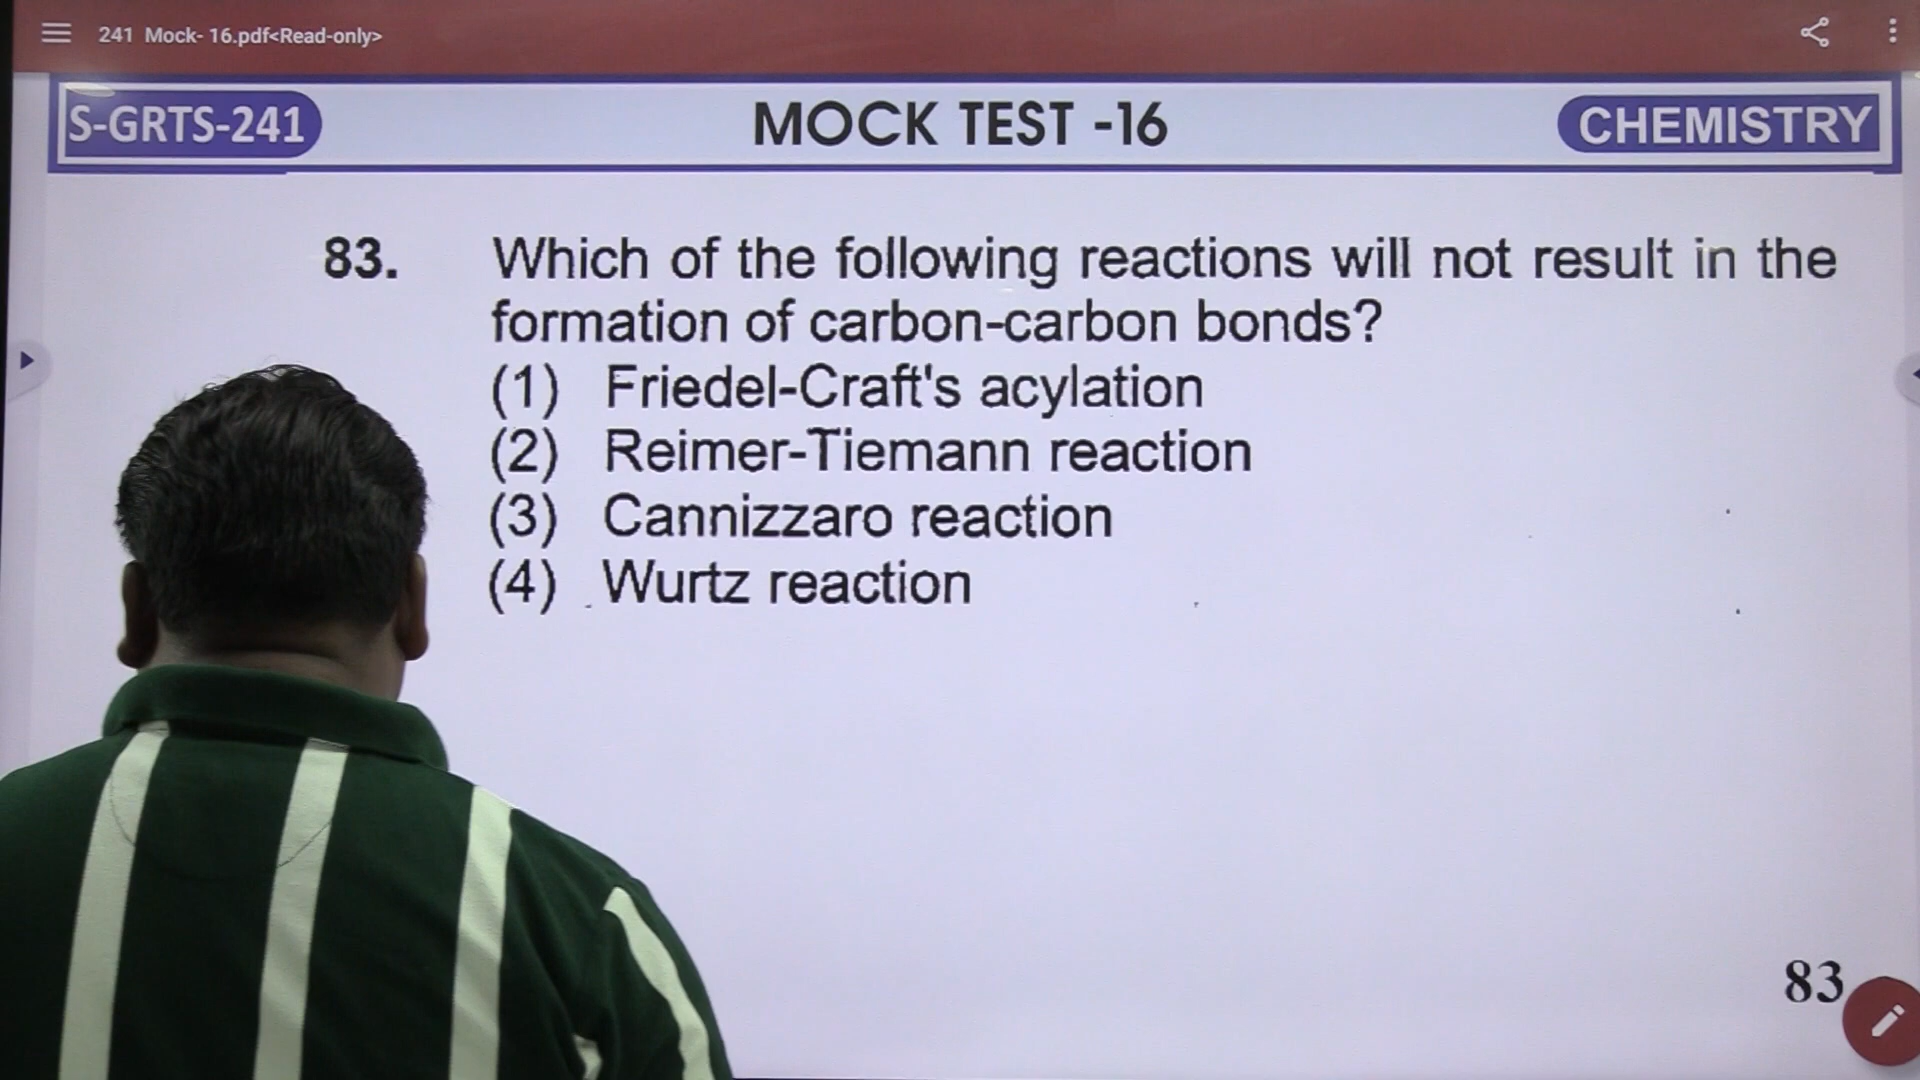 241 Mock- 16.pdf<Read-only>
S-GRTS-241 MOCK TEST -16 CHEMISTRY
83. Which of the following reactions will not result in the
formation of carbon-carbon bonds?
(1) Friedel-Craft's acylation
(2) Reimer-Tiemann reaction
(3) Cannizzaro reaction
(4) Wurtz reaction
83